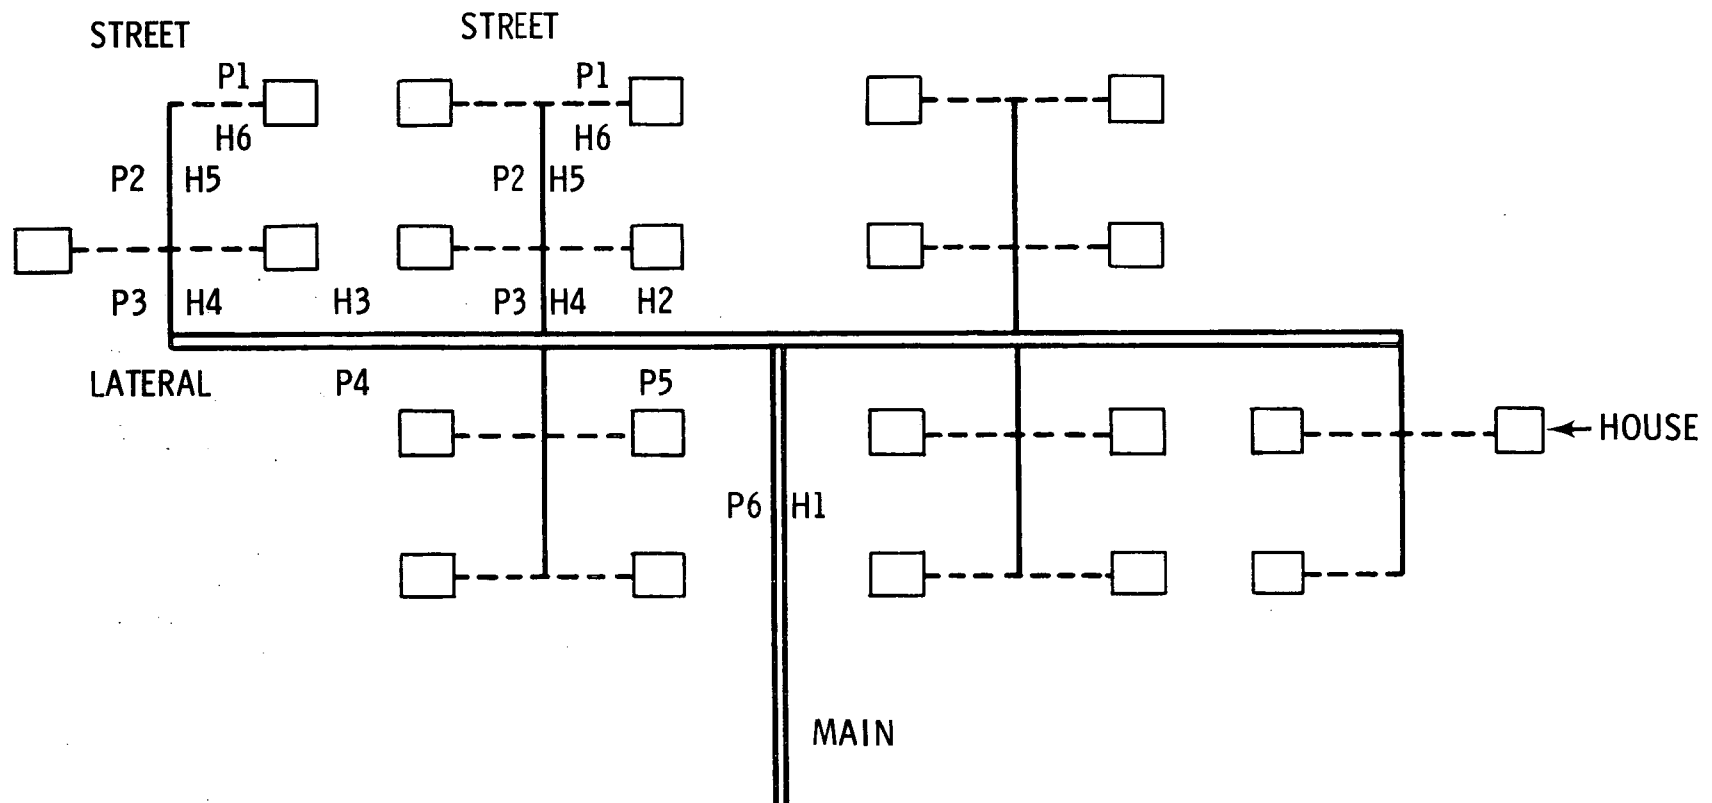 STREET STREET
P1 P1
H6 H6
P2 H5 P2 H5
P3 H4 H3 P3 H4 H2
LATERAL P4 P5
HOUSE
P6 H1
MAIN